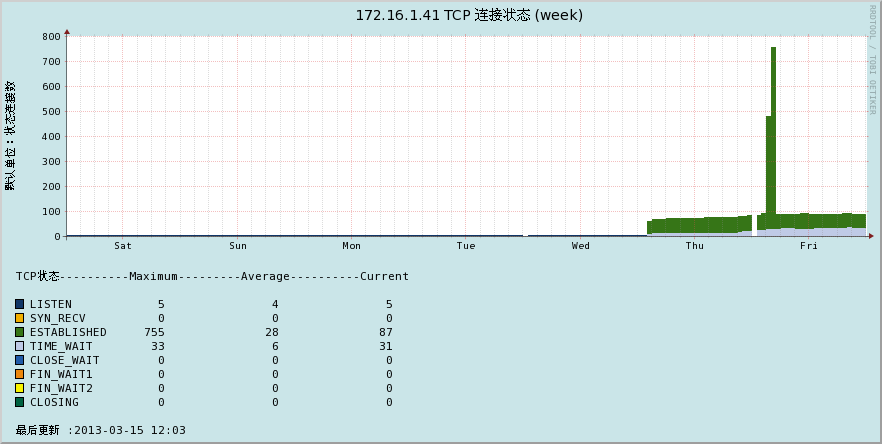 172.16.1.41 TCP 连接状态 (week)
RRDTOOL / TOBI OETIKER
默认单位：状态连接数
800
700
600
500
400
300
200
100
0
Sat Sun Mon Tue Wed Thu Fri
TCP状态----------Maximum---------Average----------Current
LISTEN 5 4 5
SYN_RECV 0 0 0
ESTABLISHED 755 28 87
TIME_WAIT 33 6 31
CLOSE_WAIT 0 0 0
FIN_WAIT1 0 0 0
FIN_WAIT2 0 0 0
CLOSING 0 0 0
最后更新 :2013-03-15 12:03